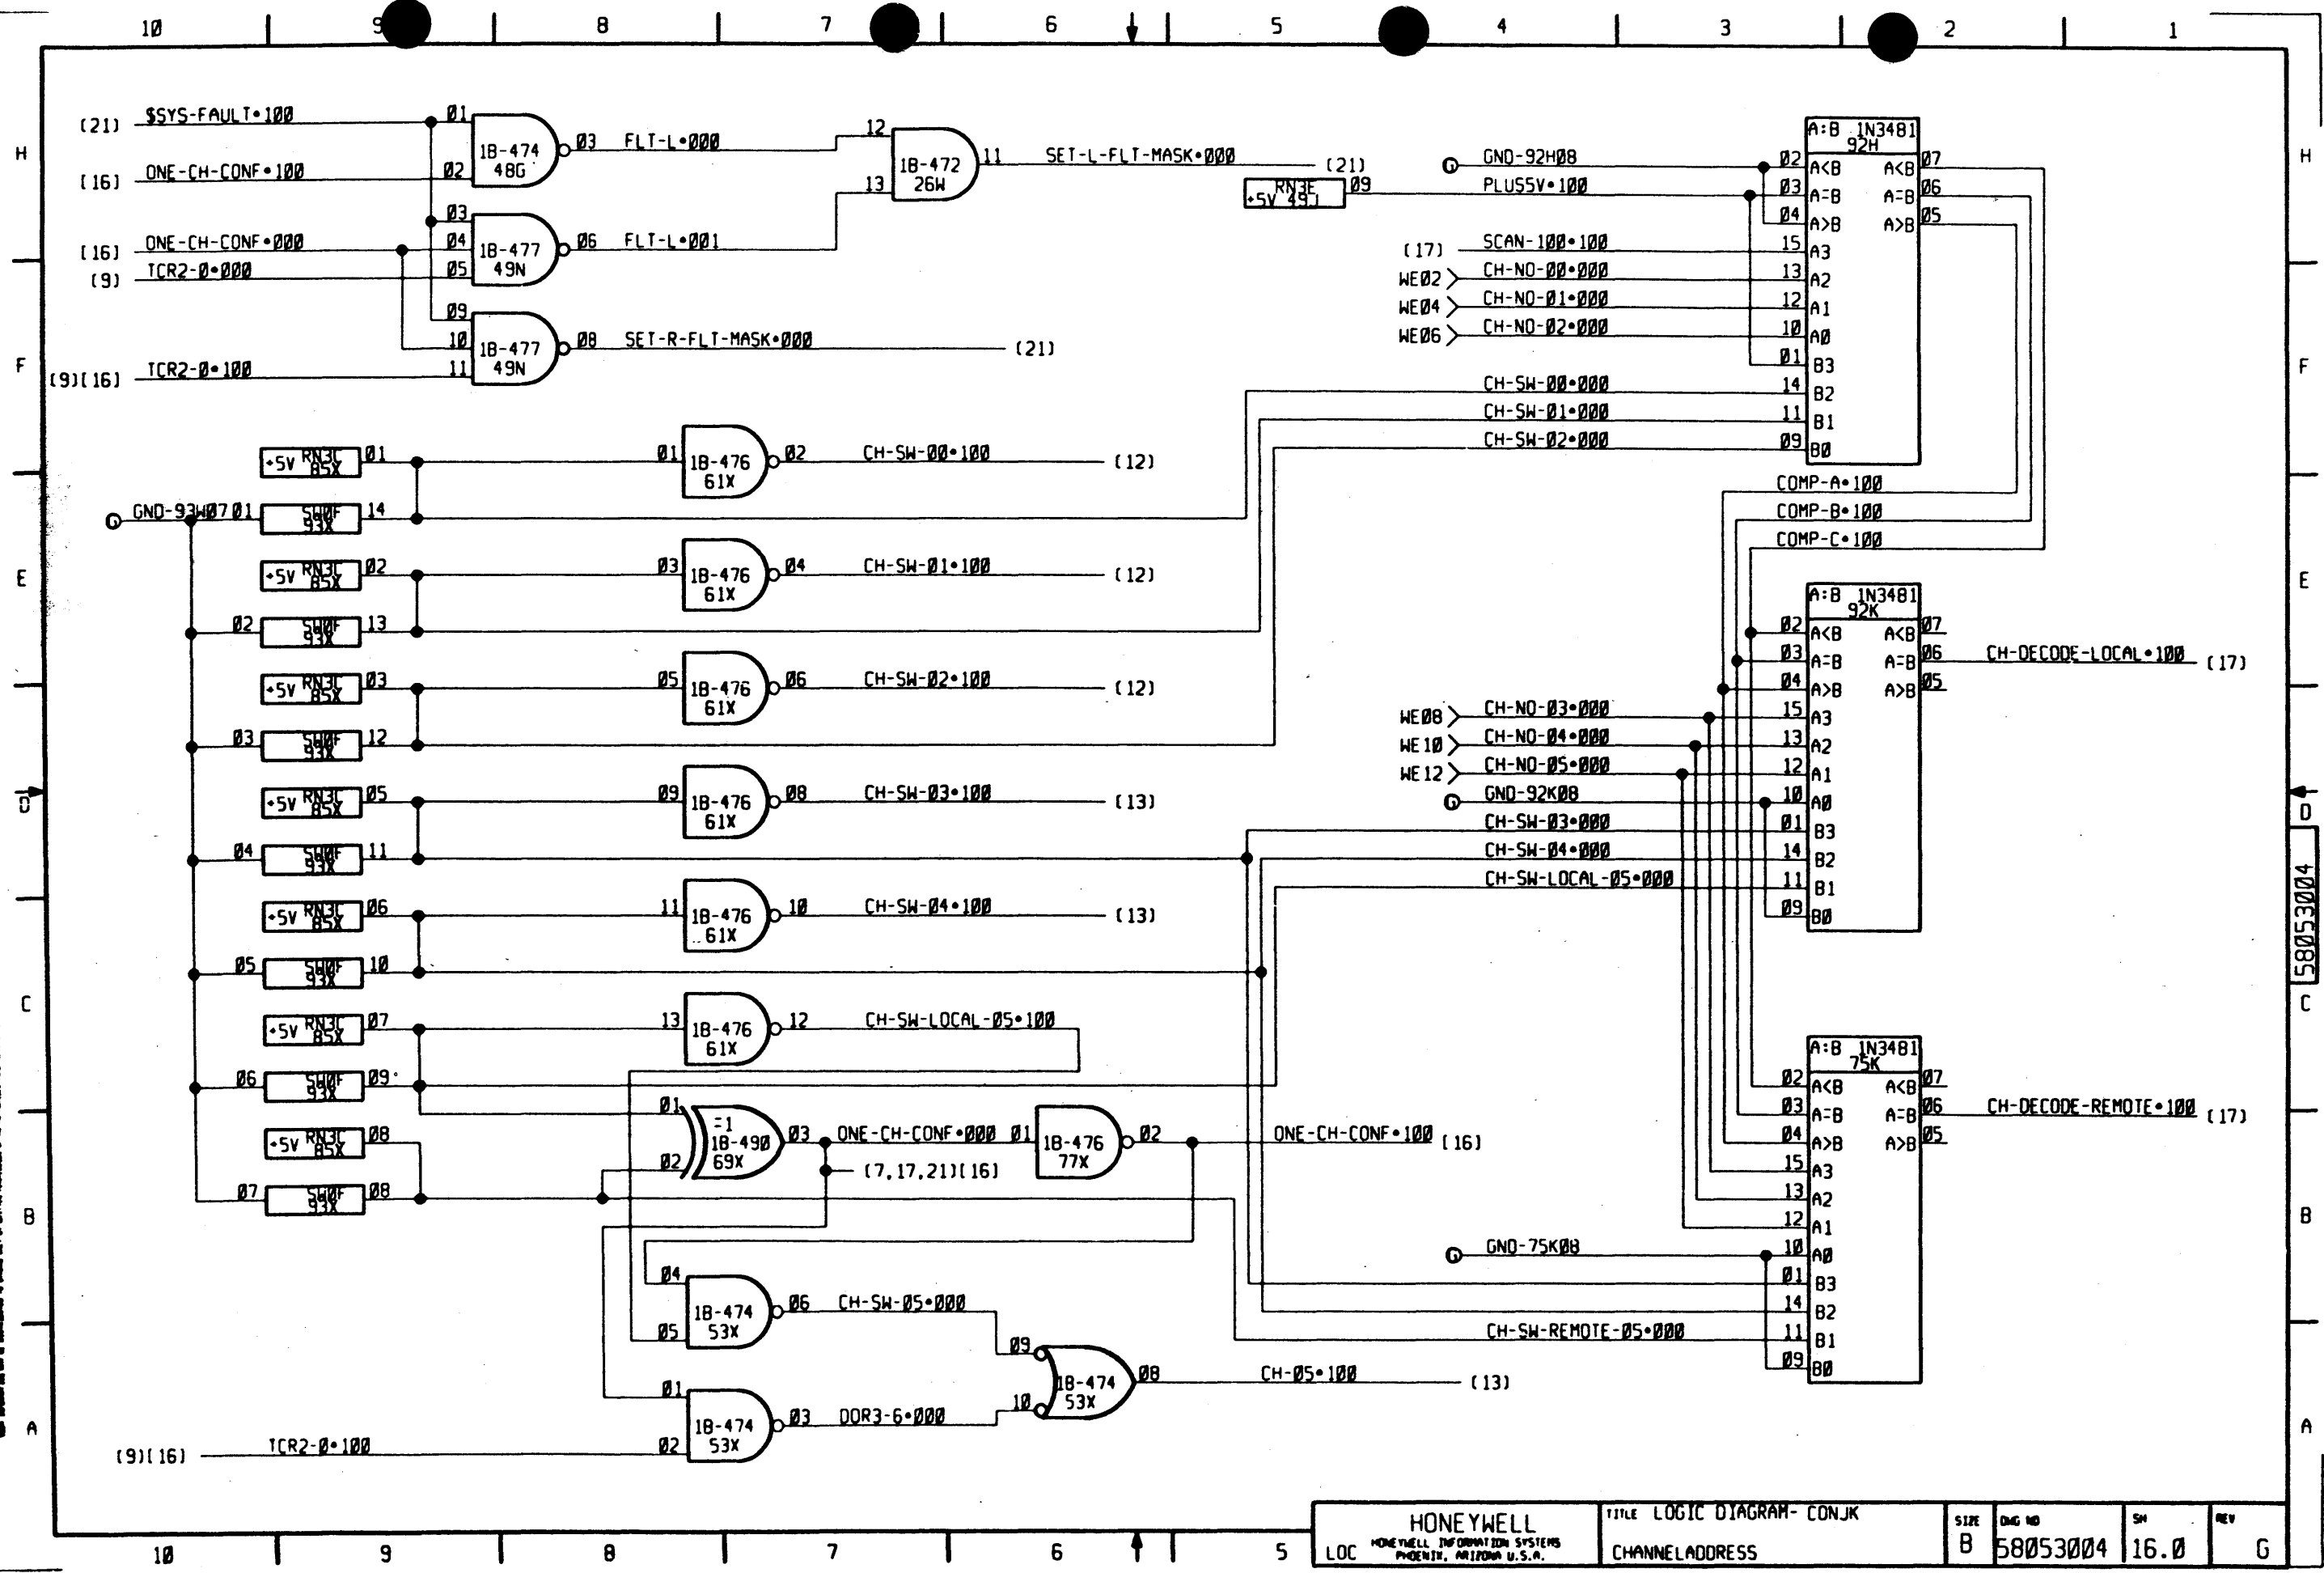 10 9 8 7 6 5 4 3 2 1
H
(21) $SYS-FAULT•100 01
1B-474 48G
03 FLT-L•000
[16] ONE-CH-CONF•100 02
12
13
1B-472 26W
11 SET-L-FLT-MASK•000 (21)
03
[16] ONE-CH-CONF•000 04
(9) TCR2-0•000 05
1B-477 49N
06 FLT-L•001
09
10
(9)[16] TCR2-0•100 11
1B-477 49N
08 SET-R-FLT-MASK•000 (21)
F
G GND-92H08
RN3E +5V 49J 09 PLUS5V•100
(17) SCAN-100•100
WE02 CH-NO-00•000
WE04 CH-NO-01•000
WE06 CH-NO-02•000
CH-SW-00•000
CH-SW-01•000
CH-SW-02•000
A:B 1N3481
92H
02 A<B A<B 07
03 A=B A=B 06
04 A>B A>B 05
15 A3
13 A2
12 A1
10 A0
01 B3
14 B2
11 B1
09 B0
H
F
COMP-A•100
COMP-B•100
COMP-C•100
+5V RN3C 85X 01
01 1B-476 61X 02 CH-SW-00•100 (12)
G GND-93W07 01 SW0F 93X 14
E
+5V RN3C 85X 02
03 1B-476 61X 04 CH-SW-01•100 (12)
02 SW0F 93X 13
+5V RN3C 85X 03
05 1B-476 61X 06 CH-SW-02•100 (12)
03 SW0F 93X 12
D
+5V RN3C 85X 05
09 1B-476 61X 08 CH-SW-03•100 (13)
04 SW0F 93X 11
+5V RN3C 85X 06
11 1B-476 61X 10 CH-SW-04•100 (13)
05 SW0F 93X 10
C
+5V RN3C 85X 07
13 1B-476 61X 12 CH-SW-LOCAL-05•100
06 SW0F 93X 09
+5V RN3C 85X 08
07 SW0F 93X 08
B
01
02
=1
1B-490
69X
03 ONE-CH-CONF•000 01
(7,17,21)[16]
1B-476 77X
02 ONE-CH-CONF•100 [16]
04
05
1B-474 53X
06 CH-SW-05•000
01
(9)[16] TCR2-0•100 02
1B-474 53X
03 DDR3-6•000
09
10
1B-474 53X
08 CH-05•100 (13)
A
A:B 1N3481
92K
02 A<B A<B 07
03 A=B A=B 06 CH-DECODE-LOCAL•100 (17)
04 A>B A>B 05
WE08 CH-NO-03•000 15 A3
WE10 CH-NO-04•000 13 A2
WE12 CH-NO-05•000 12 A1
G GND-92K08 10 A0
CH-SW-03•000 01 B3
CH-SW-04•000 14 B2
CH-SW-LOCAL-05•000 11 B1
09 B0
A:B 1N3481
75K
02 A<B A<B 07
03 A=B A=B 06 CH-DECODE-REMOTE•100 (17)
04 A>B A>B 05
15 A3
13 A2
12 A1
G GND-75K08 10 A0
01 B3
14 B2
CH-SW-REMOTE-05•000 11 B1
09 B0
E
D
58053004
C
B
A
10 9 8 7 6 5
LOC
HONEYWELL
HONEYWELL INFORMATION SYSTEMS
PHOENIX, ARIZONA U.S.A.
TITLE LOGIC DIAGRAM- CONJK
CHANNELADDRESS
SIZE B
DWG NO 58053004
SH 16.0
REV G